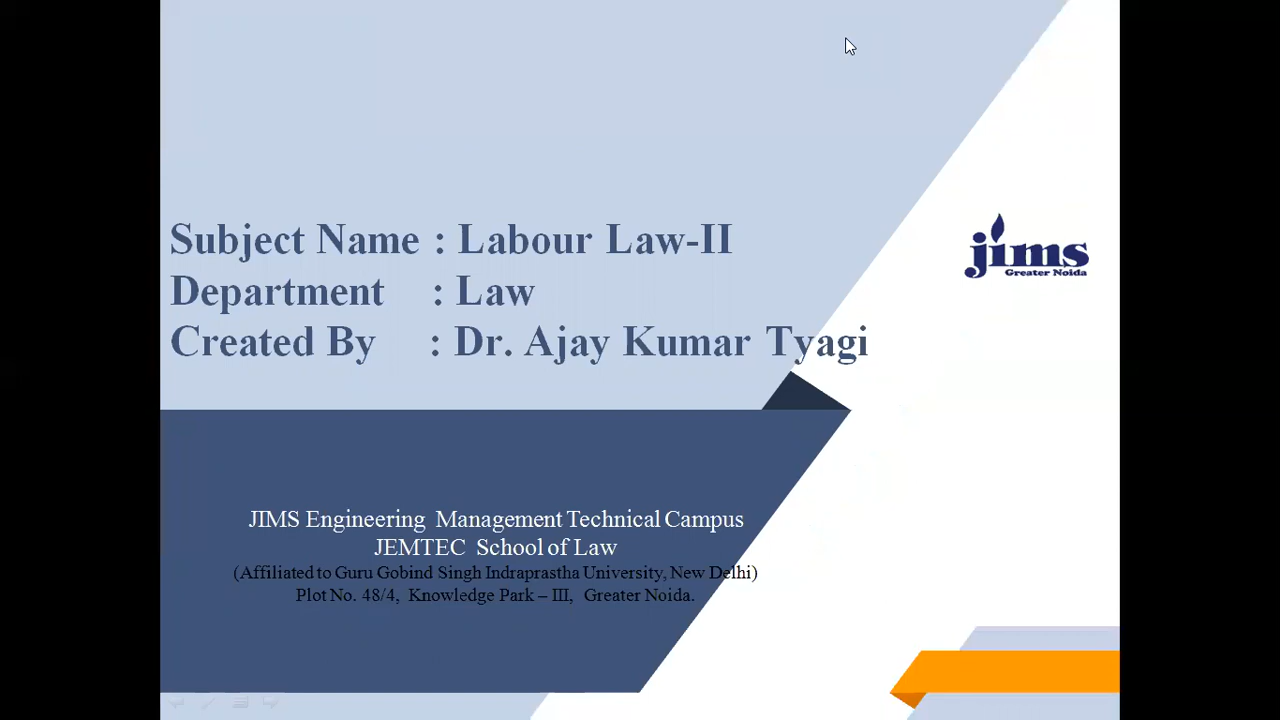 Subject Name : Labour Law-II
Department : Law
Created By : Dr. Ajay Kumar Tyagi
jims
Greater Noida
JIMS Engineering Management Technical Campus
JEMTEC School of Law
(Affiliated to Guru Gobind Singh Indraprastha University, New Delhi)
Plot No. 48/4, Knowledge Park – III, Greater Noida.